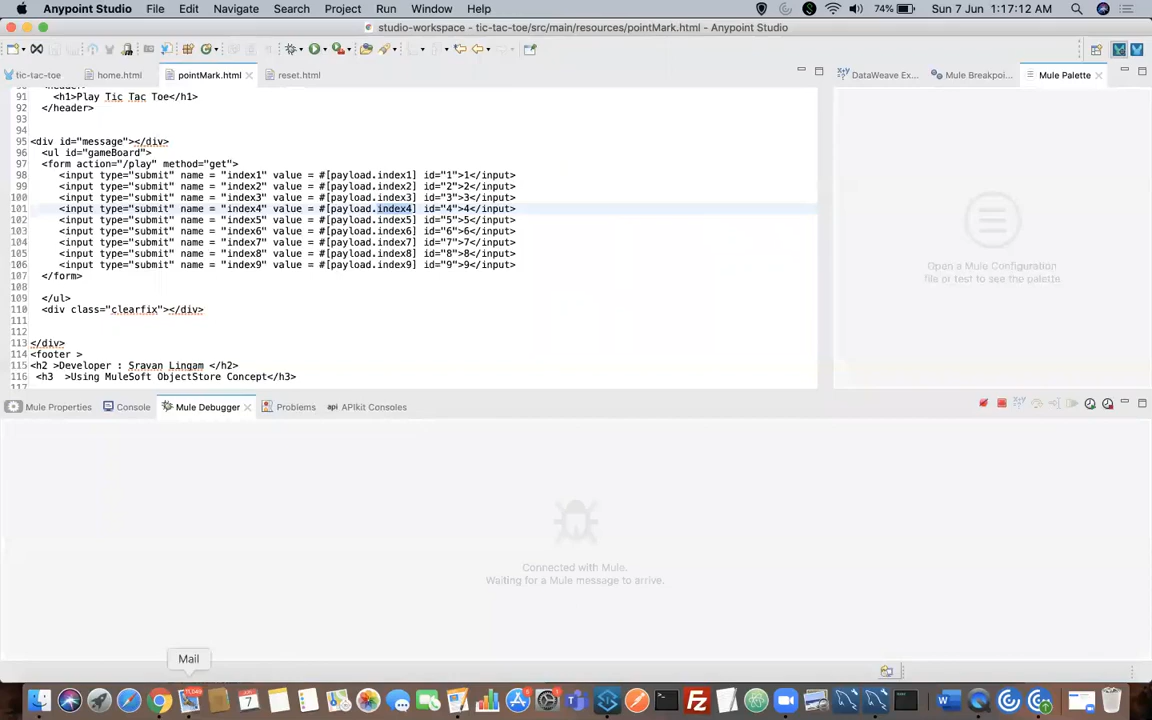 Anypoint Studio File Edit Navigate Search Project Run Window Help 74% Sun 7 Jun 1:17:12 AM
studio-workspace - tic-tac-toe/src/main/resources/pointMark.html - Anypoint Studio
tic-tac-toe home.html pointMark.html reset.html DataWeave Ex... Mule Breakpoi... Mule Palette
91 <h1>Play Tic Tac Toe</h1>
92 </header>
93
94
95 <div id="message"></div>
96 <ul id="gameBoard">
97 <form action="/play" method="get">
98 <input type="submit" name = "index1" value = #[payload.index1] id="1">1</input>
99 <input type="submit" name = "index2" value = #[payload.index2] id="2">2</input>
100 <input type="submit" name = "index3" value = #[payload.index3] id="3">3</input>
101 <input type="submit" name = "index4" value = #[payload.index4] id="4">4</input>
102 <input type="submit" name = "index5" value = #[payload.index5] id="5">5</input>
103 <input type="submit" name = "index6" value = #[payload.index6] id="6">6</input>
104 <input type="submit" name = "index7" value = #[payload.index7] id="7">7</input>
105 <input type="submit" name = "index8" value = #[payload.index8] id="8">8</input>
106 <input type="submit" name = "index9" value = #[payload.index9] id="9">9</input>
107 </form>
108
109 </ul>
110 <div class="clearfix"></div>
111
112
113 </div>
114 <footer >
115 <h2 >Developer : Sravan Lingam </h2>
116 <h3 >Using MuleSoft ObjectStore Concept</h3>
117
Open a Mule Configuration
file or test to see the palette.
Mule Properties Console Mule Debugger Problems api APIkit Consoles
Connected with Mule.
Waiting for a Mule message to arrive.
Mail